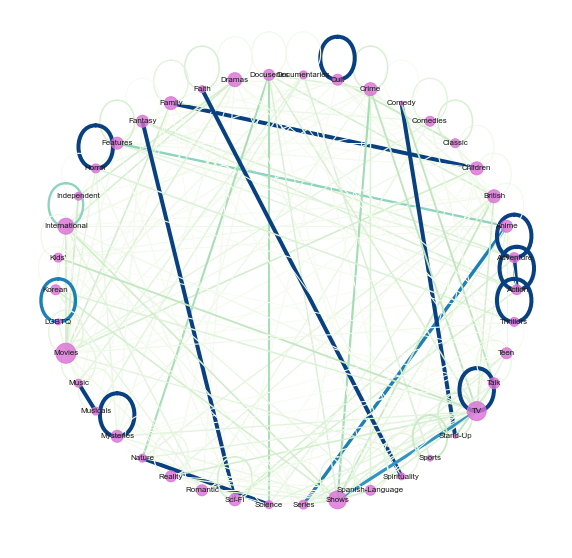 Docuseries
Documentaries
Dramas
Cult
Faith
Crime
Family
Comedy
Fantasy
Comedies
Features
Classic
Horror
Children
Independent
British
International
Anime
Kids'
Adventure
Korean
Action
LGBTQ
Thrillers
Movies
Teen
Music
Talk
Musicals
TV
Mysteries
Stand-Up
Nature
Sports
Reality
Spirituality
Romantic
Spanish-Language
Sci-Fi
Shows
Science
Series